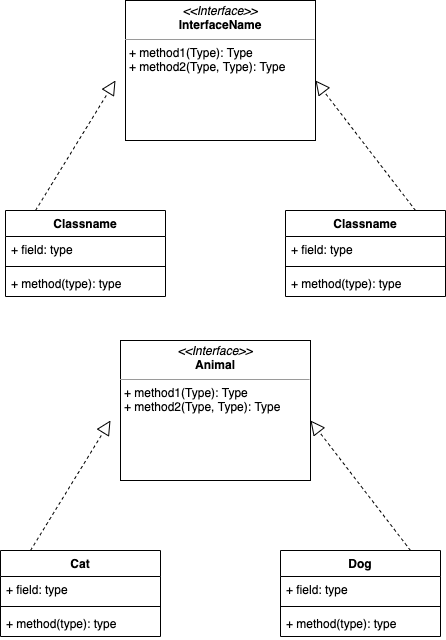 <<Interface>>
InterfaceName
+ method1(Type): Type
+ method2(Type, Type): Type
Classname
+ field: type
+ method(type): type
Classname
+ field: type
+ method(type): type
<<Interface>>
Animal
+ method1(Type): Type
+ method2(Type, Type): Type
Cat
+ field: type
+ method(type): type
Dog
+ field: type
+ method(type): type